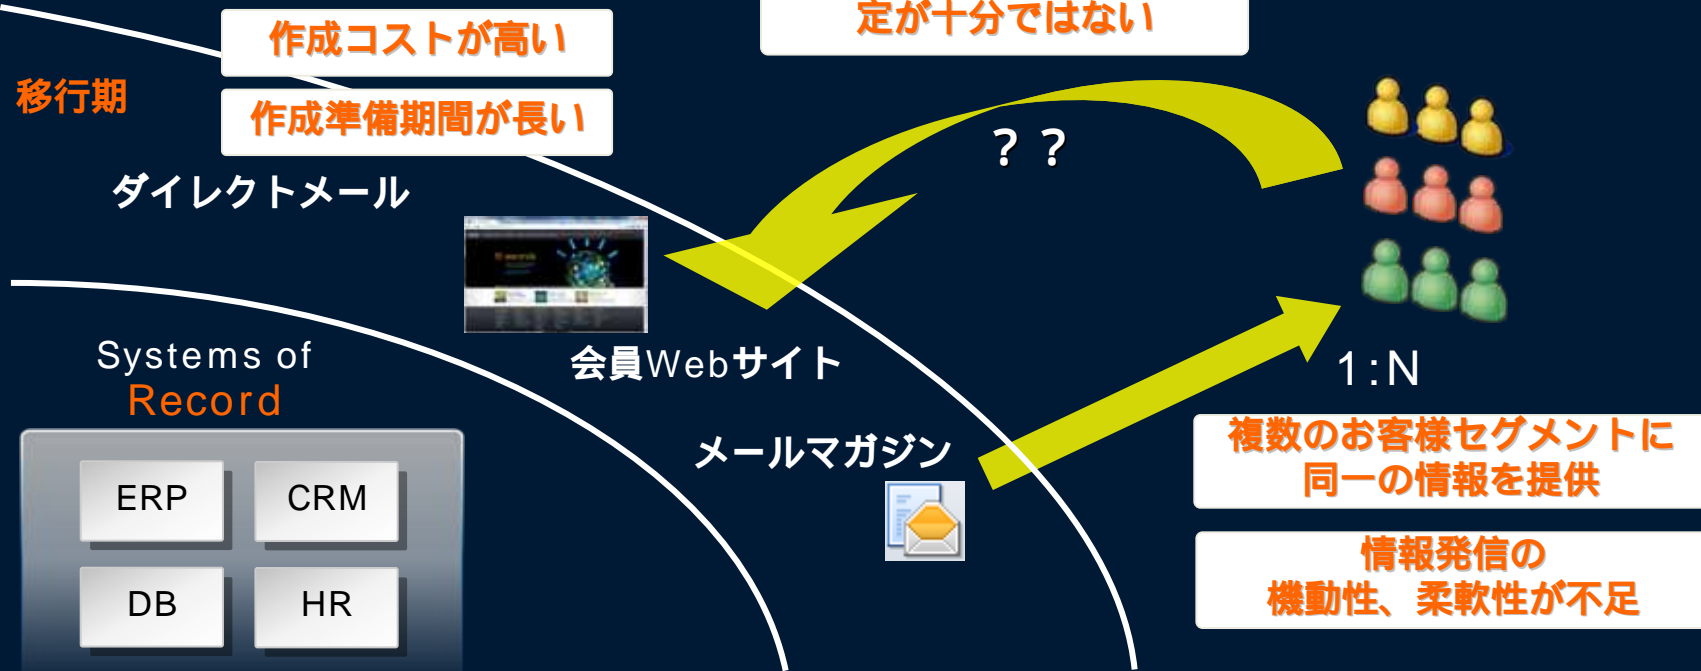 定が十分ではない
作成コストが高い
移行期
作成準備期間が長い
？？
ダイレクトメール
Systems of
Record
会員Webサイト
1:N
メールマガジン
複数のお客様セグメントに
同一の情報を提供
ERP
CRM
情報発信の
機動性、柔軟性が不足
DB
HR